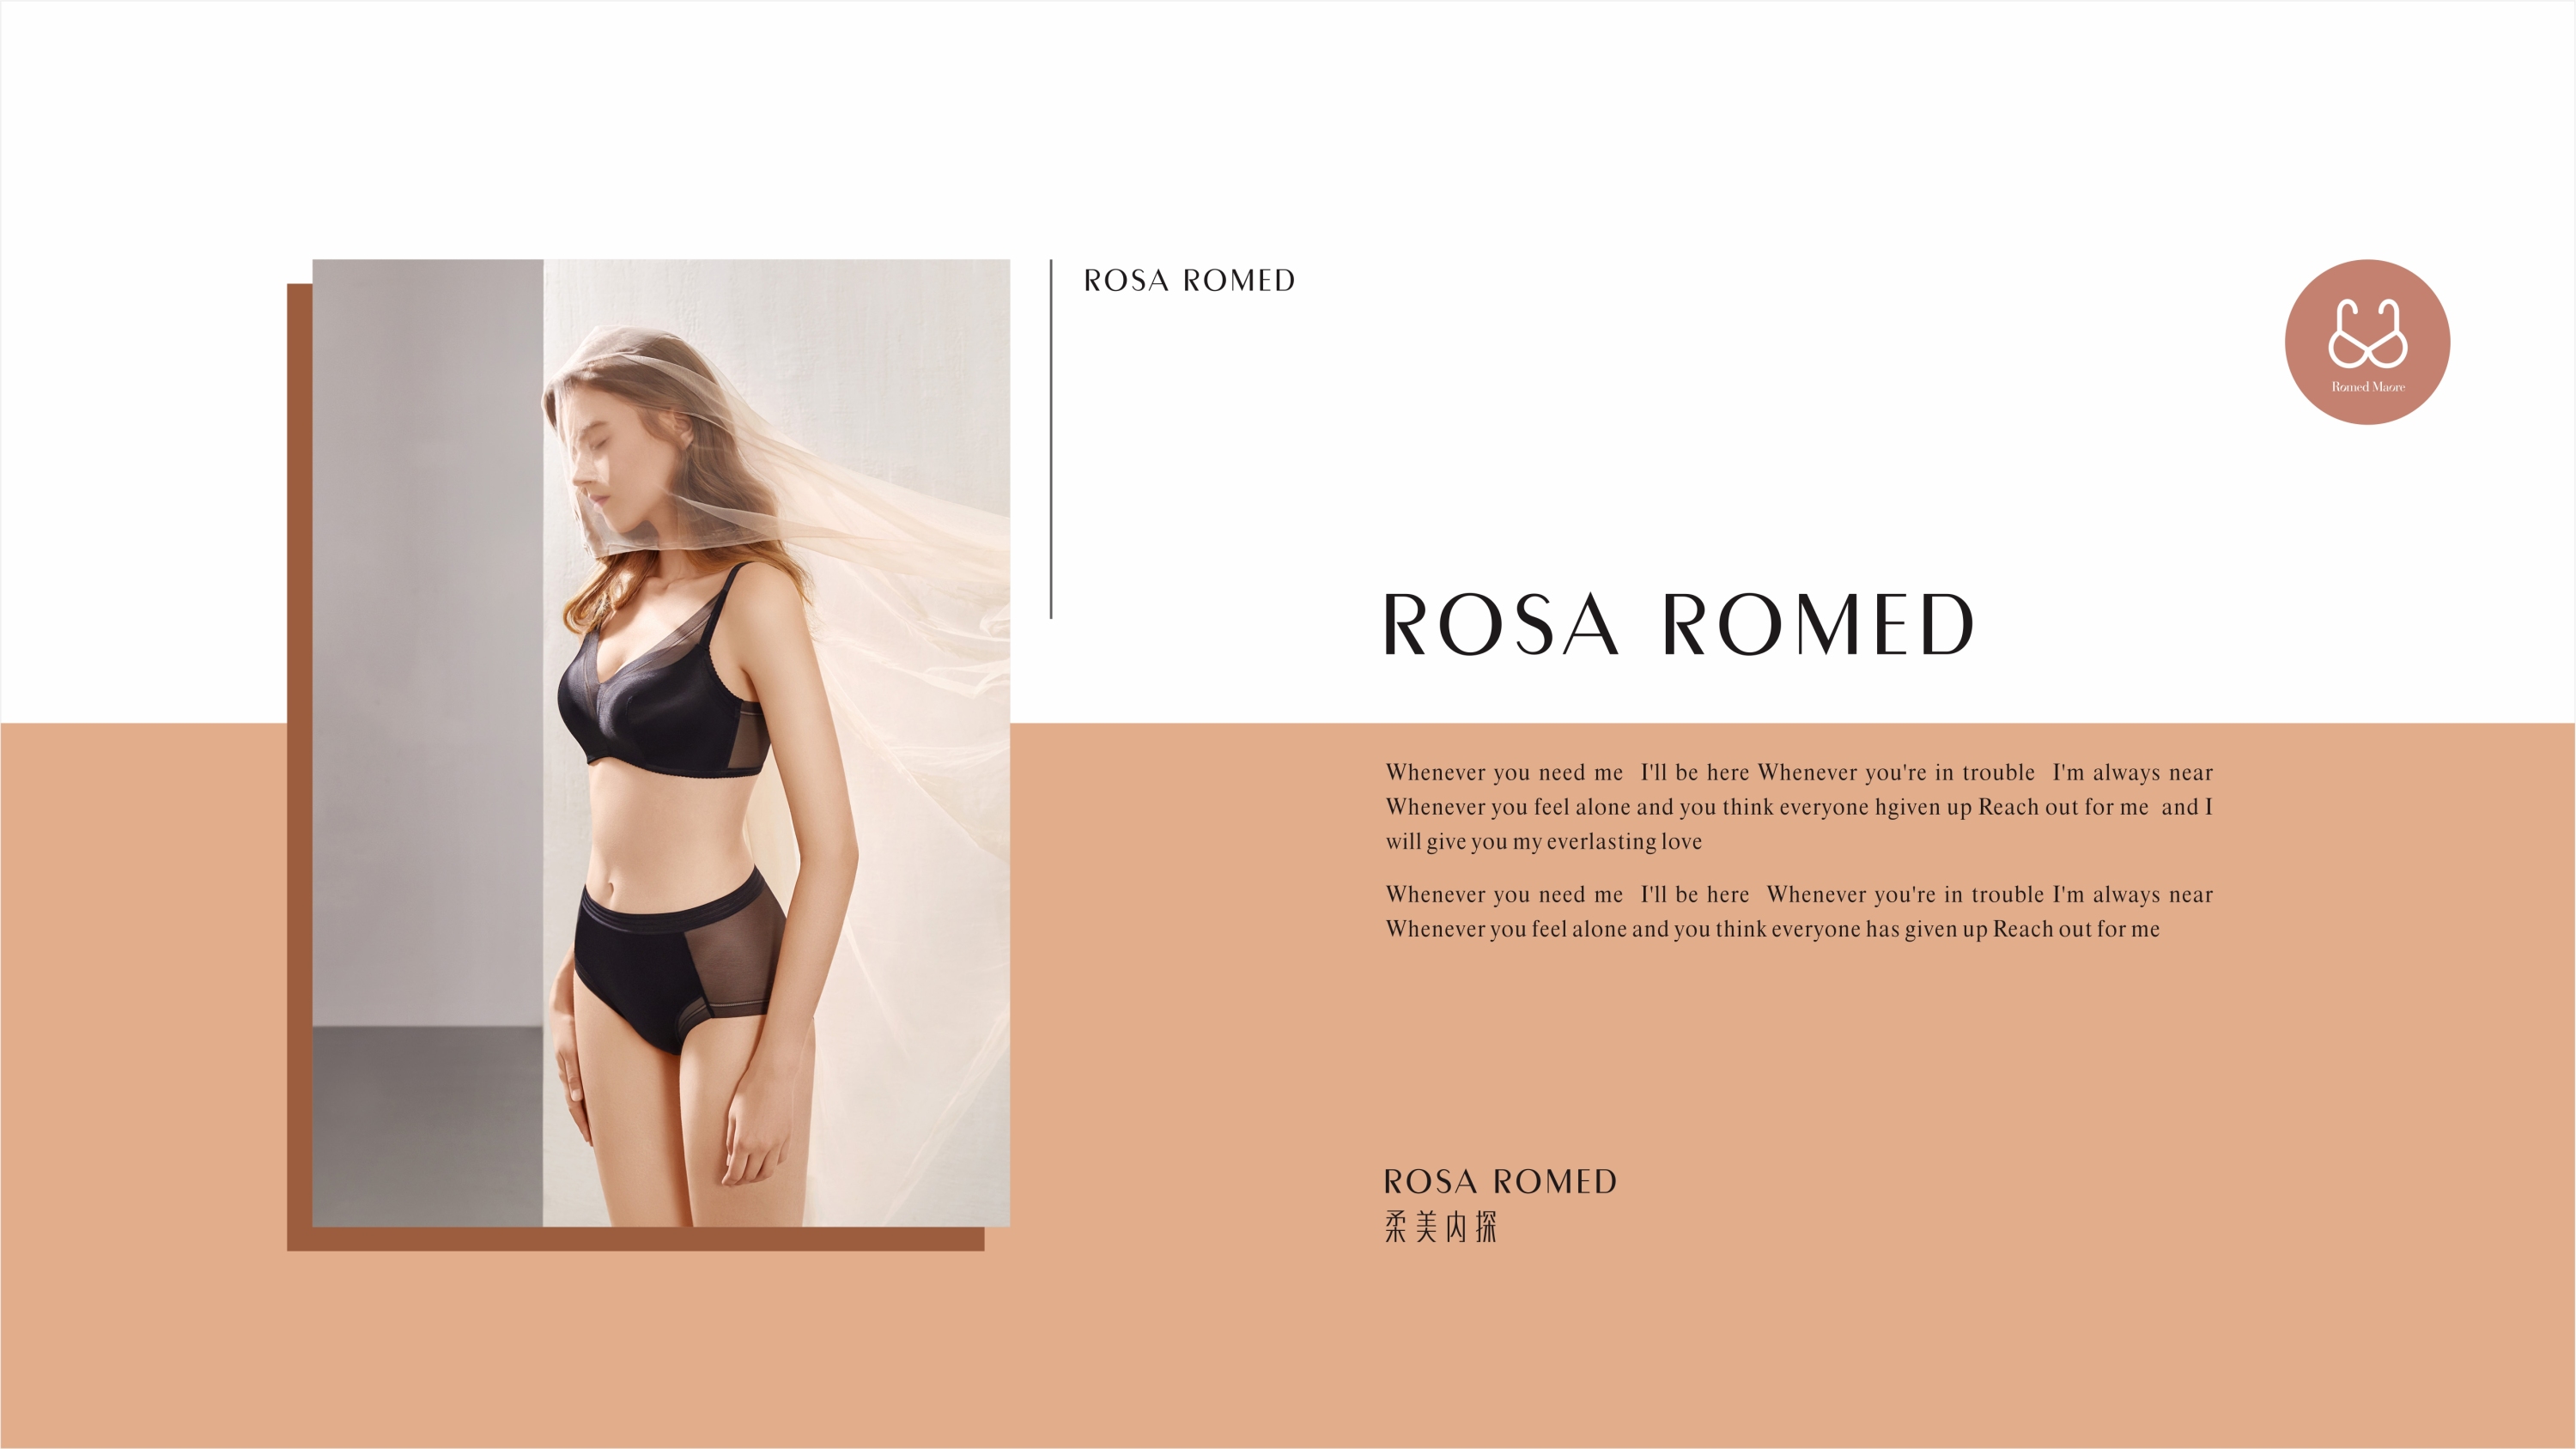 ROSA ROMED
Romed Maore
ROSA ROMED
Whenever you need me  I'll be here Whenever you're in trouble  I'm always near
Whenever you feel alone and you think everyone hgiven up Reach out for me  and I
will give you my everlasting love
Whenever you need me  I'll be here  Whenever you're in trouble I'm always near
Whenever you feel alone and you think everyone has given up Reach out for me
ROSA ROMED
柔美内探